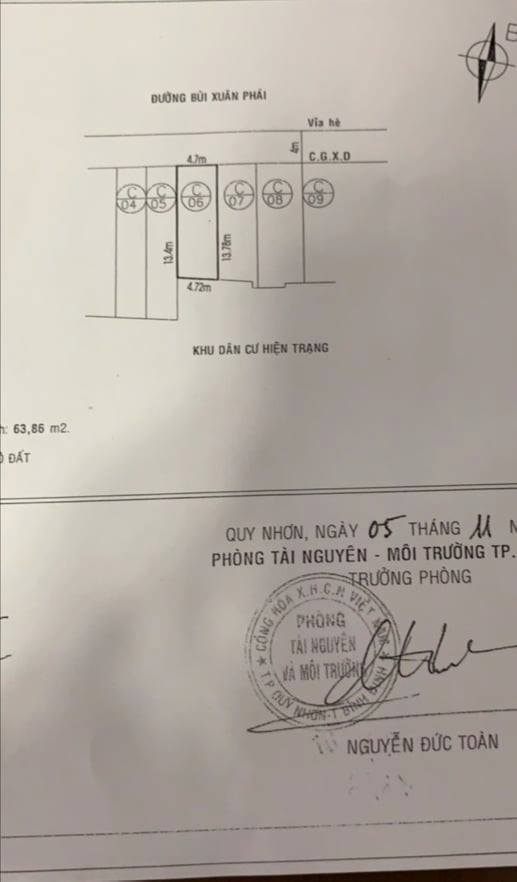 B
ĐƯỜNG BÙI XUÂN PHÁI
Vỉa hè
4m
C.G.X.D
4.7m
C 04
C 05
C 06
C 07
C 08
C 09
13.4m
13.78m
4.72m
KHU DÂN CƯ HIỆN TRẠNG
h: 63,86 m2.
ĐẤT
QUY NHƠN, NGÀY 05 THÁNG 11 N
PHÒNG TÀI NGUYÊN - MÔI TRƯỜNG TP.
TRƯỞNG PHÒNG
CỘNG HÒA X.H.C.N VIỆT NAM
PHÒNG
TÀI NGUYÊN
VÀ MÔI TRƯỜNG
T.P QUY NHƠN-T BÌNH ĐỊNH
NGUYỄN ĐỨC TOÀN